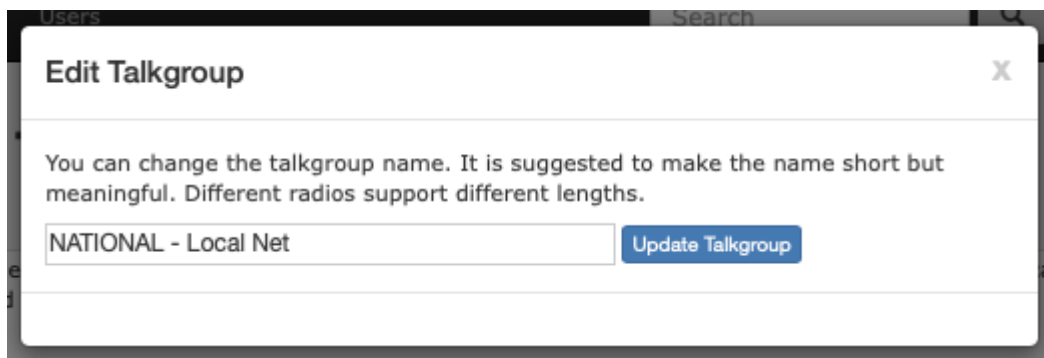 Users
Search
Edit Talkgroup
X
You can change the talkgroup name. It is suggested to make the name short but
meaningful. Different radios support different lengths.
NATIONAL - Local Net
Update Talkgroup